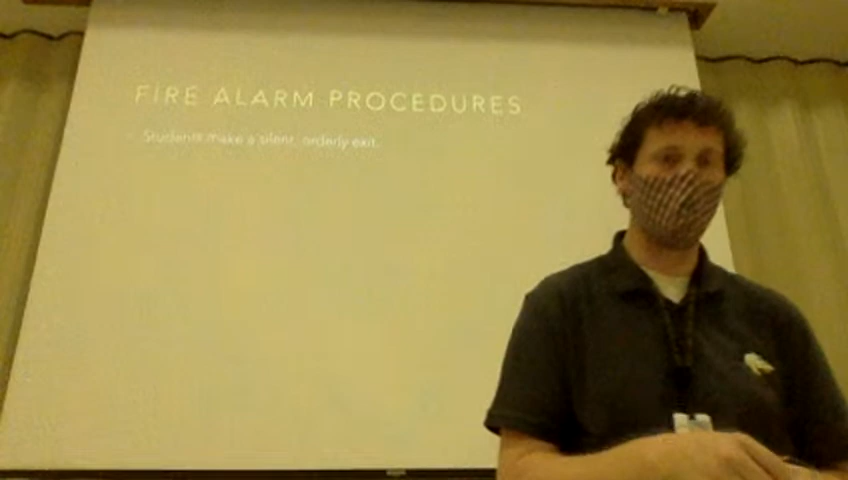 FIRE ALARM PROCEDURES
Students make a silent, orderly exit.